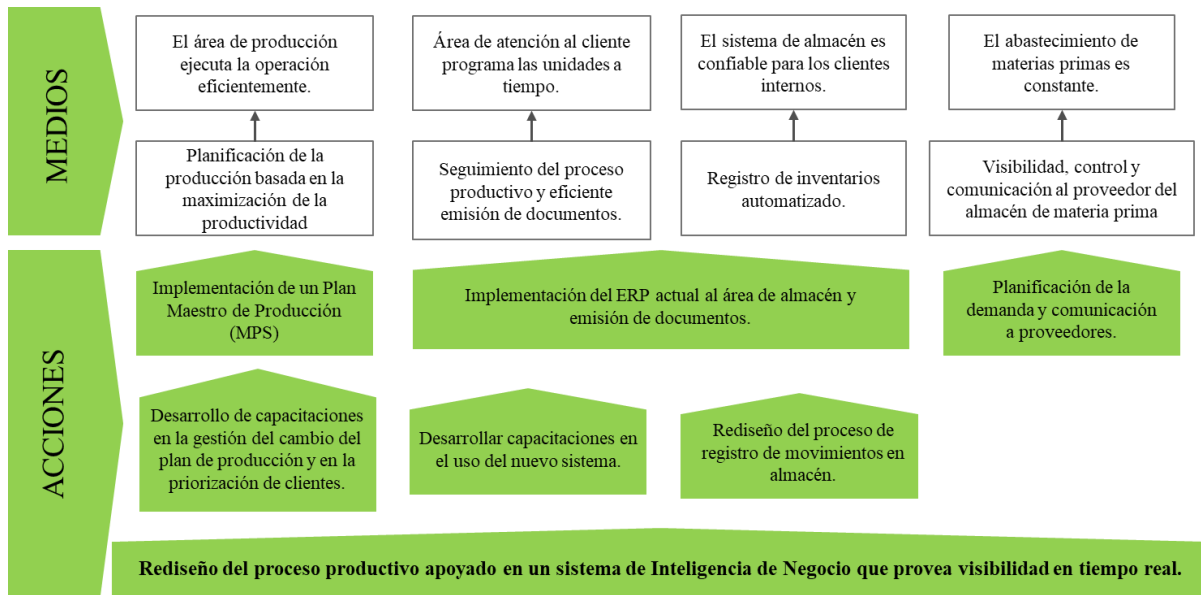 MEDIOS
El área de producción
ejecuta la operación
eficientemente.
Área de atención al cliente
programa las unidades a
tiempo.
El sistema de almacén es
confiable para los clientes
internos.
El abastecimiento de
materias primas es
constante.
Planificación de la
producción basada en la
maximización de la
productividad
Seguimiento del proceso
productivo y eficiente
emisión de documentos.
Registro de inventarios
automatizado.
Visibilidad, control y
comunicación al proveedor del
almacén de materia prima
ACCIONES
Implementación de un Plan
Maestro de Producción
(MPS)
Implementación del ERP actual al área de almacén y
emisión de documentos.
Planificación de la
demanda y comunicación
a proveedores.
Desarrollo de capacitaciones
en la gestión del cambio del
plan de producción y en la
priorización de clientes.
Desarrollar capacitaciones en
el uso del nuevo sistema.
Rediseño del proceso de
registro de movimientos en
almacén.
Rediseño del proceso productivo apoyado en un sistema de Inteligencia de Negocio que provea visibilidad en tiempo real.